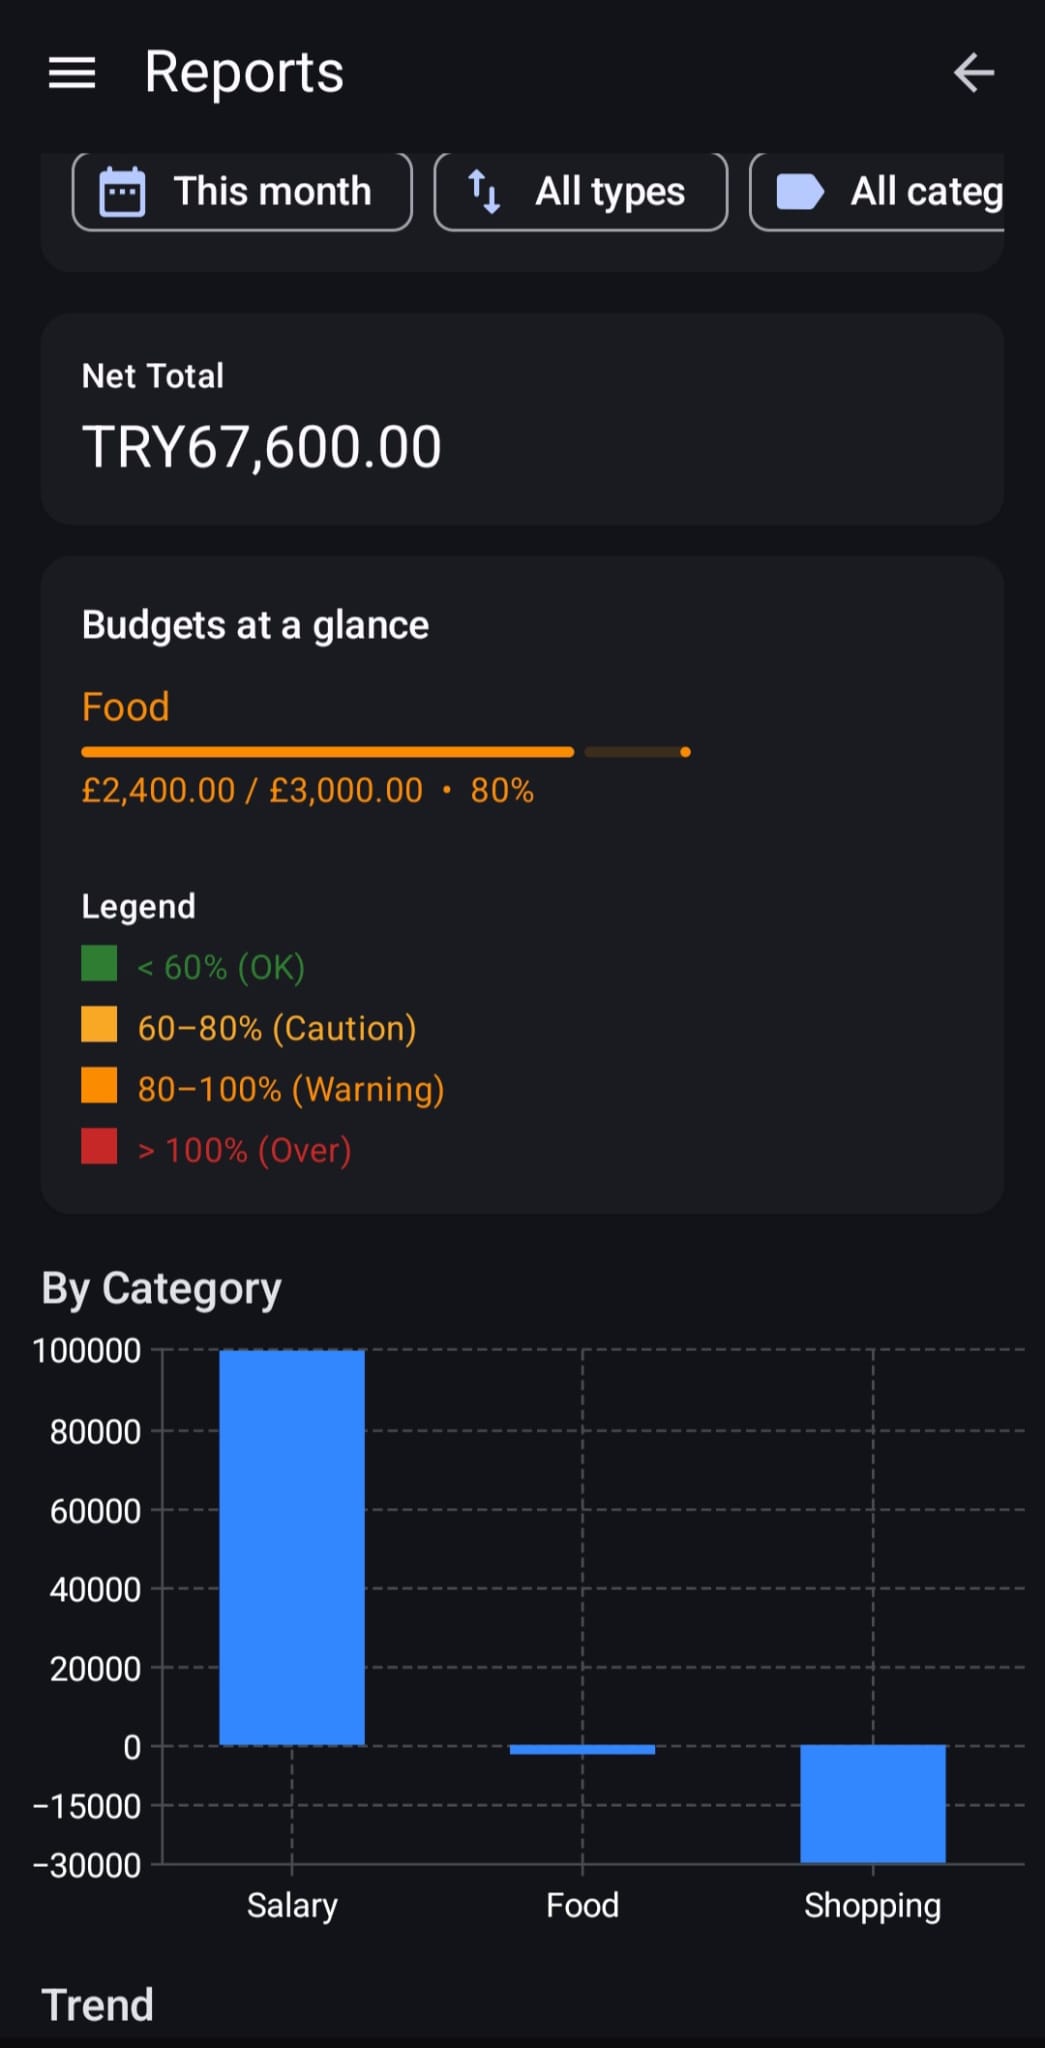 Reports
This month
All types
All categ
Net Total
TRY67,600.00
Budgets at a glance
Food
£2,400.00 / £3,000.00 • 80%
Legend
< 60% (OK)
60–80% (Caution)
80–100% (Warning)
> 100% (Over)
By Category
100000
80000
60000
40000
20000
0
−15000
−30000
Salary
Food
Shopping
Trend